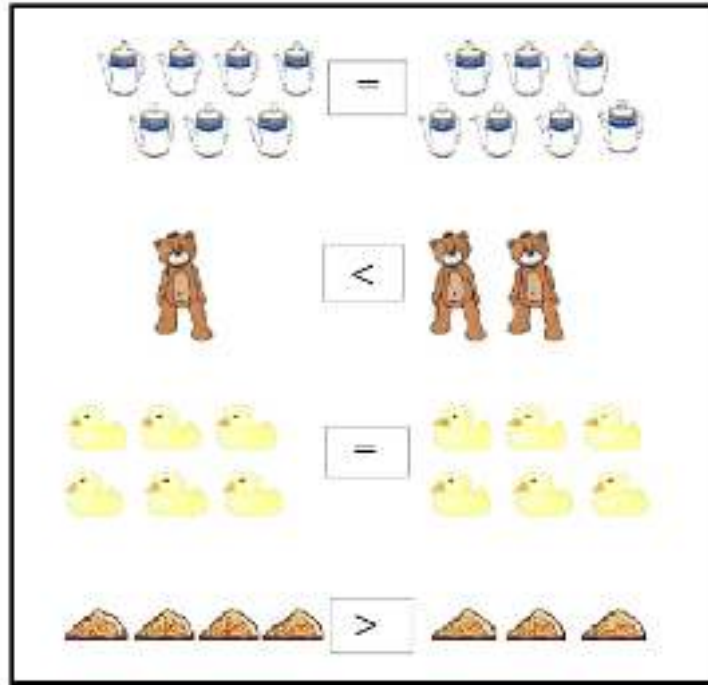 =
<
=
>